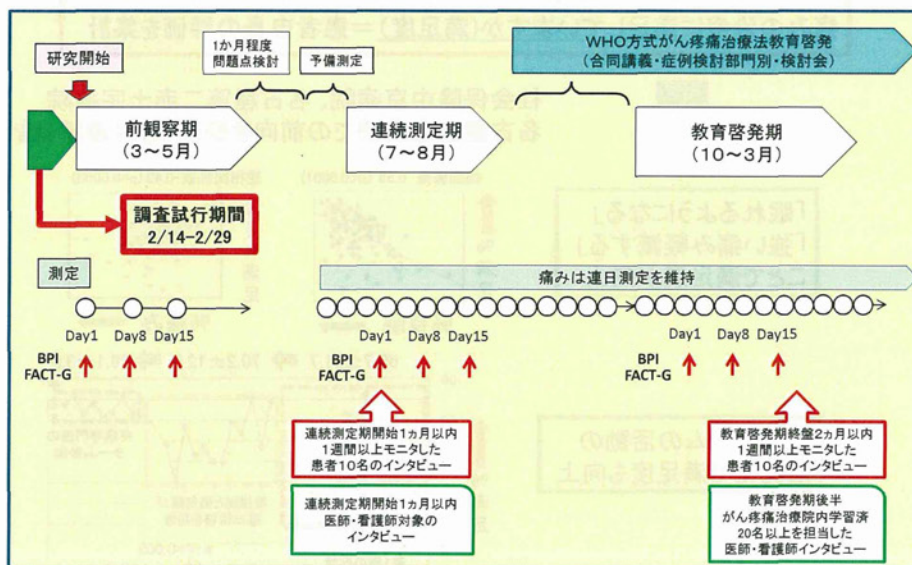 研究開始
1か月程度
問題点検討
予備測定
WHO方式がん疼痛治療法教育啓発
(合同講義・症例検討部門別・検討会)
前観察期
(3～5月)
連続測定期
(7～8月)
教育啓発期
(10～3月)
調査試行期間
2/14-2/29
測定
痛みは連日測定を維持
Day1 Day8 Day15
Day1 Day8 Day15
Day1 Day8 Day15
BPI
FACT-G
BPI
FACT-G
BPI
FACT-G
連続測定期開始1ヵ月以内
1週間以上モニタした
患者10名のインタビュー
教育啓発期終盤2ヵ月以内
1週間以上モニタした
患者10名のインタビュー
連続測定期開始1ヵ月以内
医師・看護師対象の
インタビュー
教育啓発期後半
がん疼痛治療院内学習済
20名以上を担当した
医師・看護師インタビュー